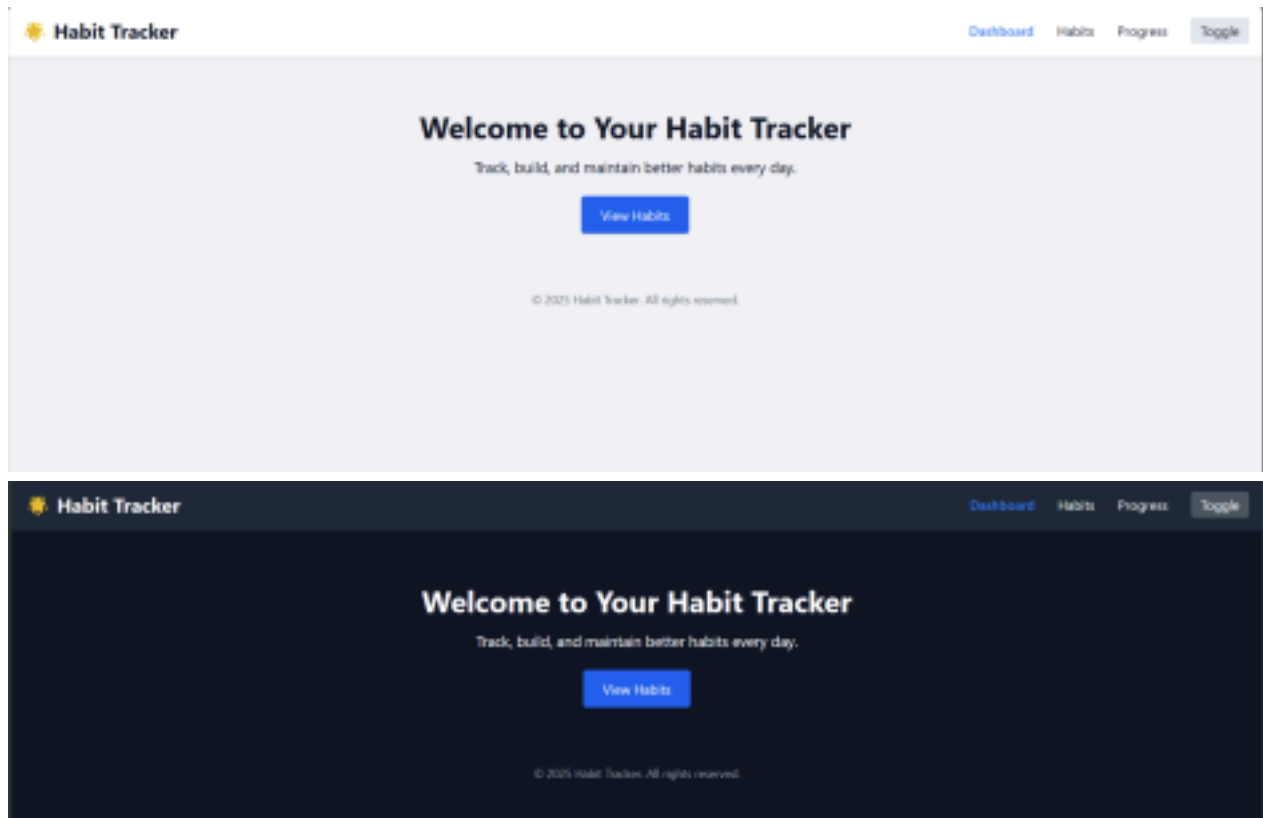 Habit Tracker
Dashboard Habits Progress Toggle
Welcome to Your Habit Tracker
Track, build, and maintain better habits every day.
View Habits
© 2025 Habit Tracker. All rights reserved.
Habit Tracker
Dashboard Habits Progress Toggle
Welcome to Your Habit Tracker
Track, build, and maintain better habits every day.
View Habits
© 2025 Habit Tracker. All rights reserved.